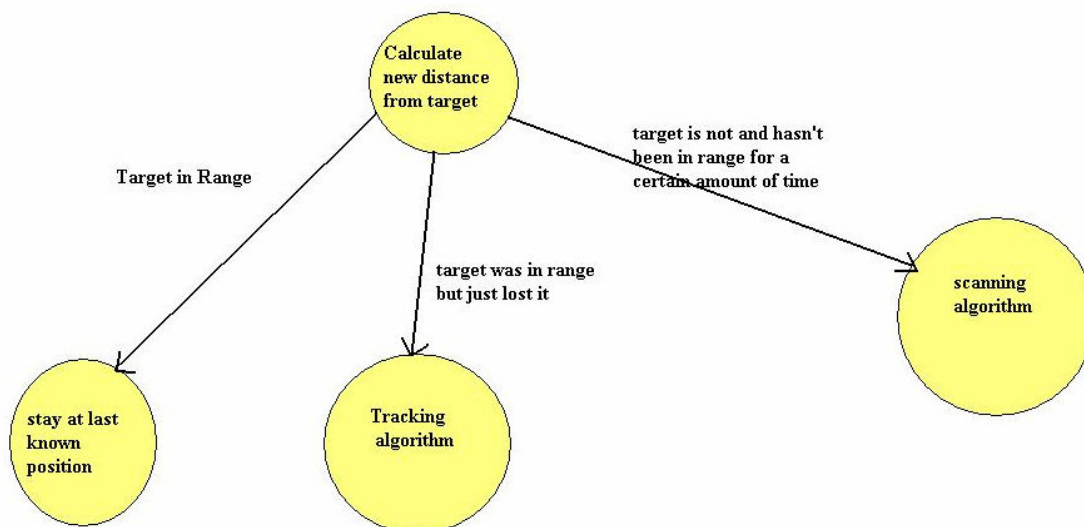 Calculate
new distance
from target
target is not and hasn't
been in range for a
certain amount of time
Target in Range
target was in range
but just lost it
scanning
algorithm
stay at last
known
position
Tracking
algorithm